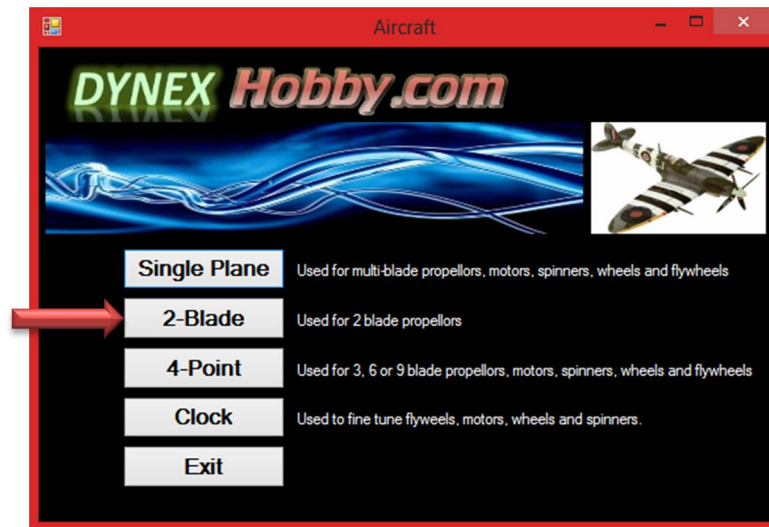 Aircraft
DYNEX Hobby.com
Single Plane Used for multi-blade propellors, motors, spinners, wheels and flywheels
2-Blade Used for 2 blade propellors
4-Point Used for 3, 6 or 9 blade propellors, motors, spinners, wheels and flywheels
Clock Used to fine tune flyweels, motors, wheels and spinners.
Exit